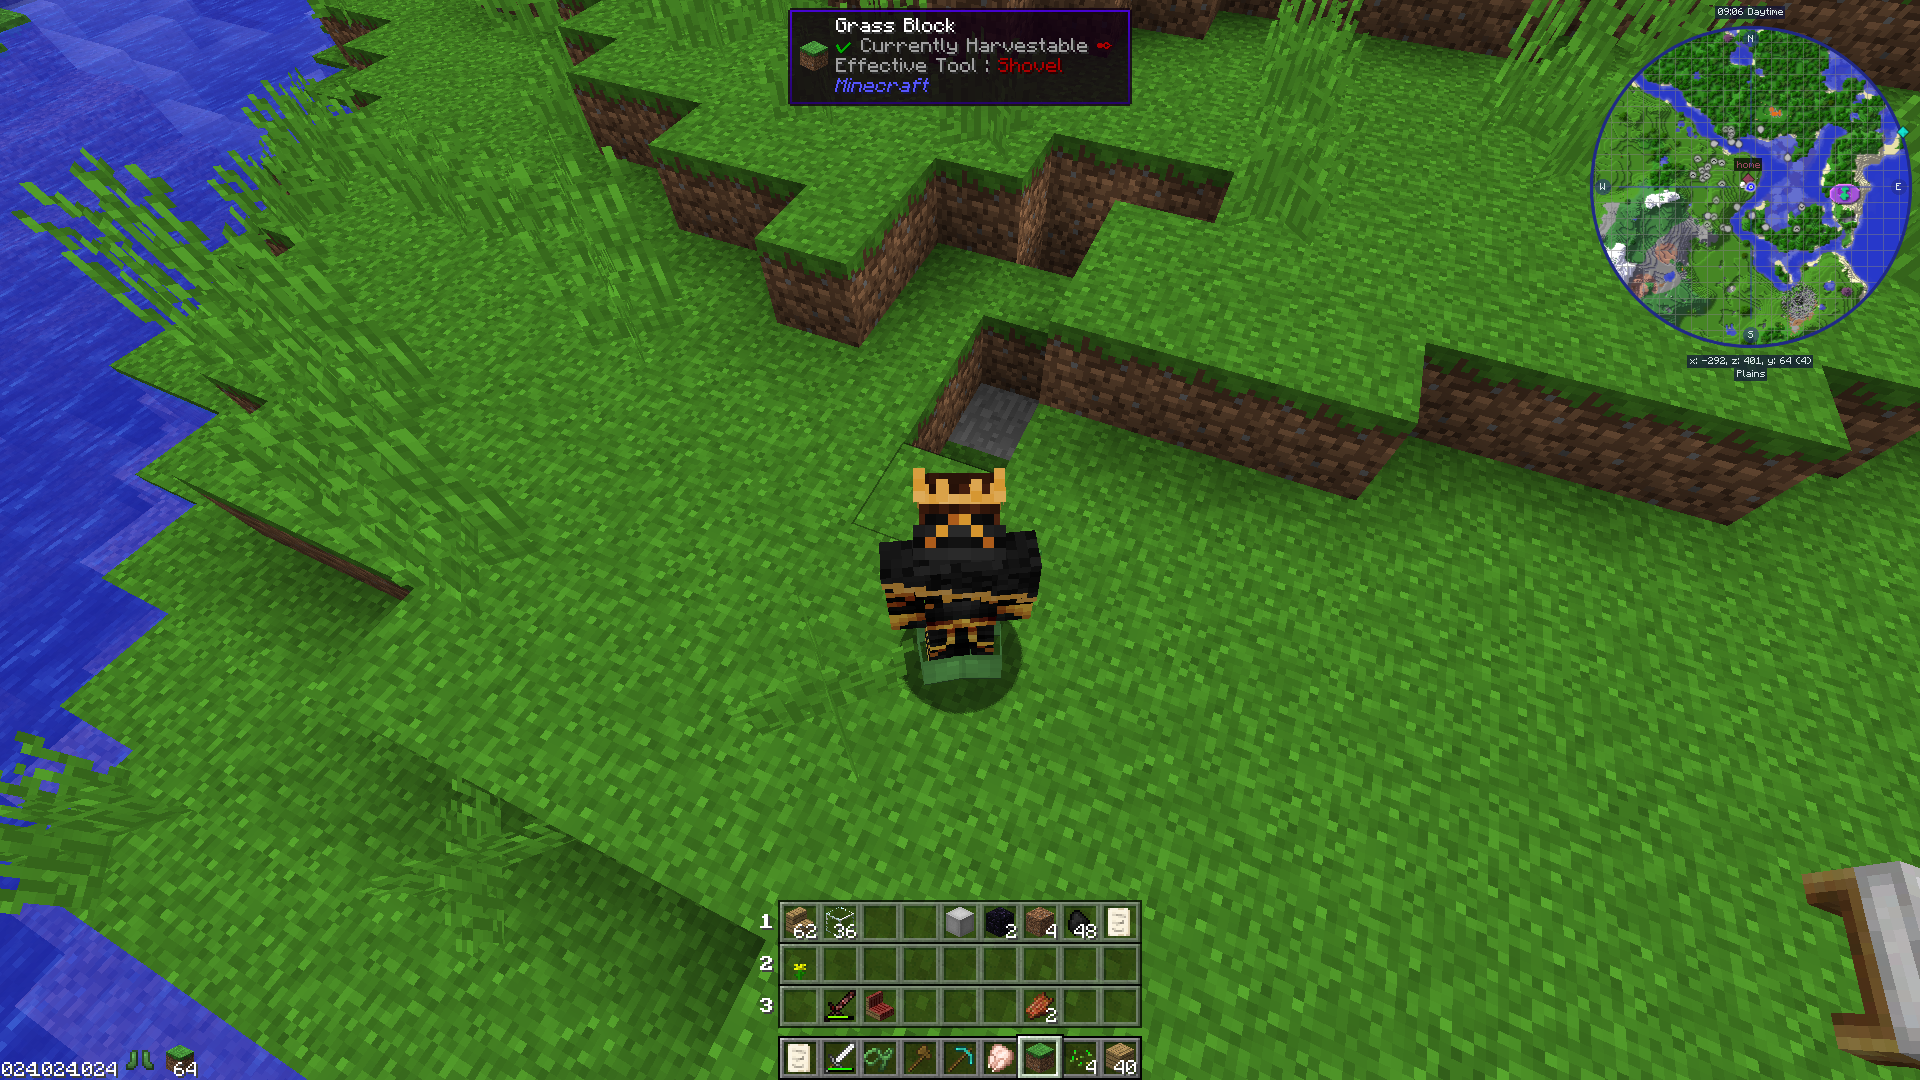 Grass Block
✓ Currently Harvestable
Effective Tool : Shovel
Minecraft
09:06 Daytime
N
home
W
E
S
x: -292, z: 401, y: 64 (4)
Plains
1
62
36
2
4
48
2
3
2
4
40
64